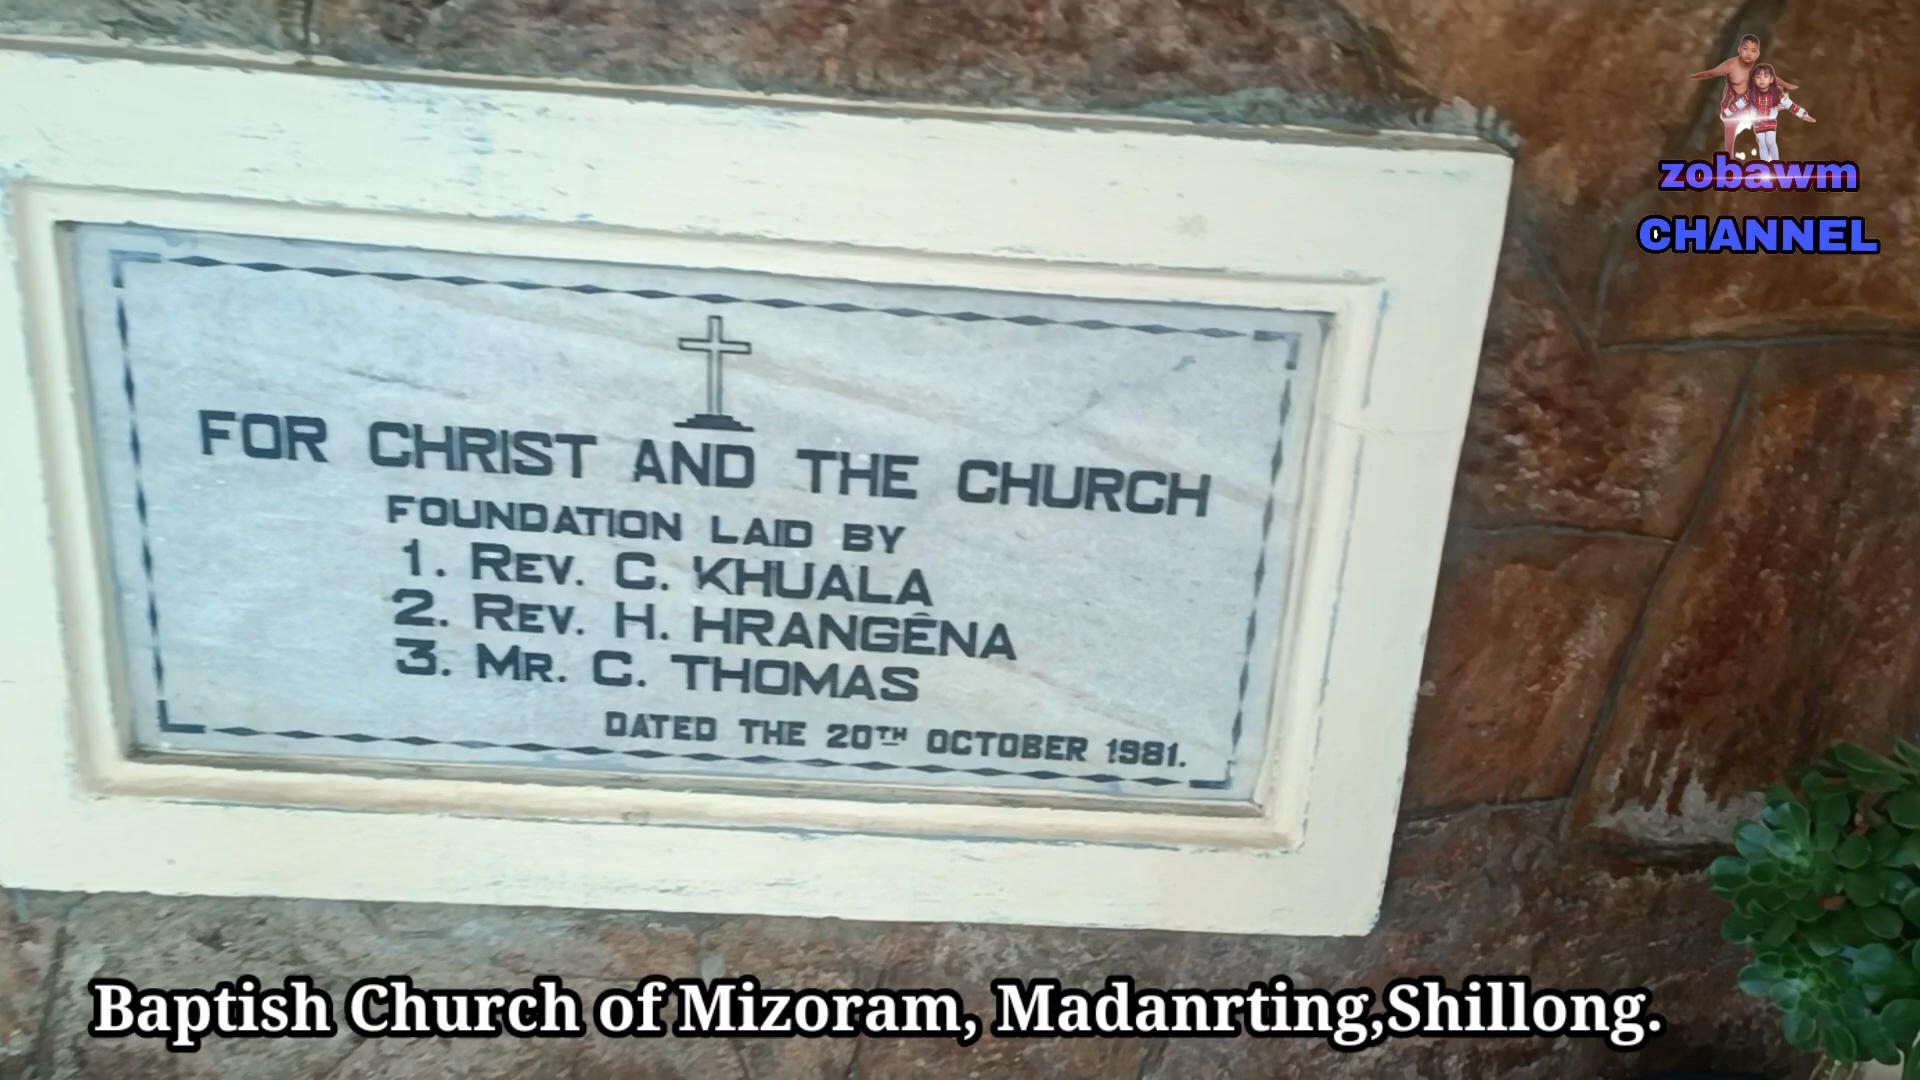 zobawm
CHANNEL
FOR CHRIST AND THE CHURCH
FOUNDATION LAID BY
1. REV. C. KHUALA
2. REV. H. HRANGÊNA
3. MR. C. THOMAS
DATED THE 20TH OCTOBER 1981.
Baptish Church of Mizoram, Madanrting,Shillong.